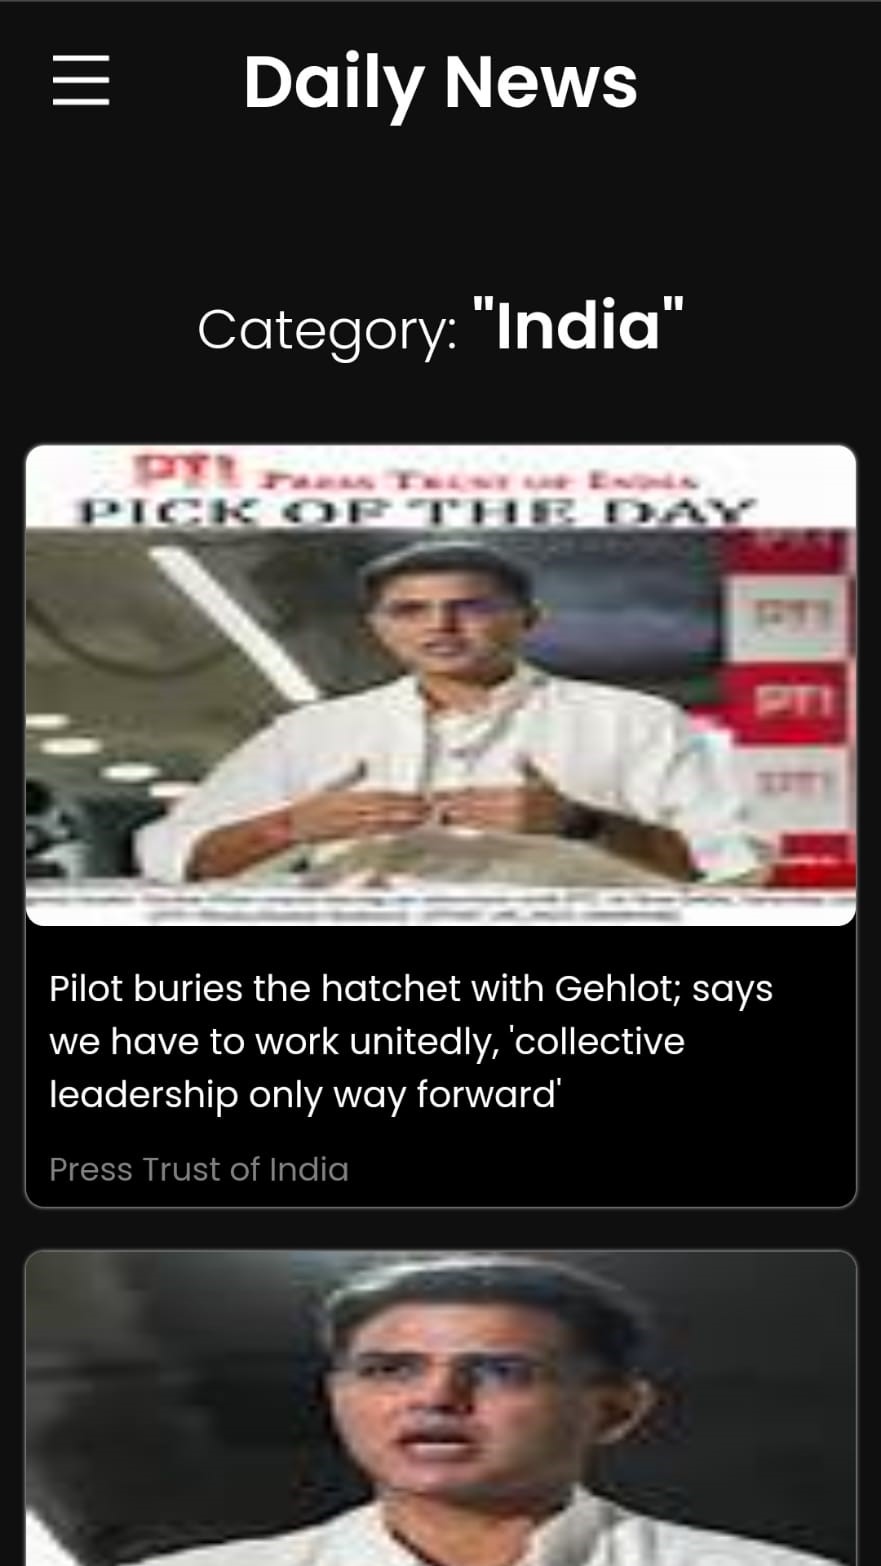 Daily News
Category: "India"
PTI PRESS TRUST OF INDIA
PICK OF THE DAY
PTI
PTI
PTI
Pilot buries the hatchet with Gehlot; says
we have to work unitedly, 'collective
leadership only way forward'
Press Trust of India